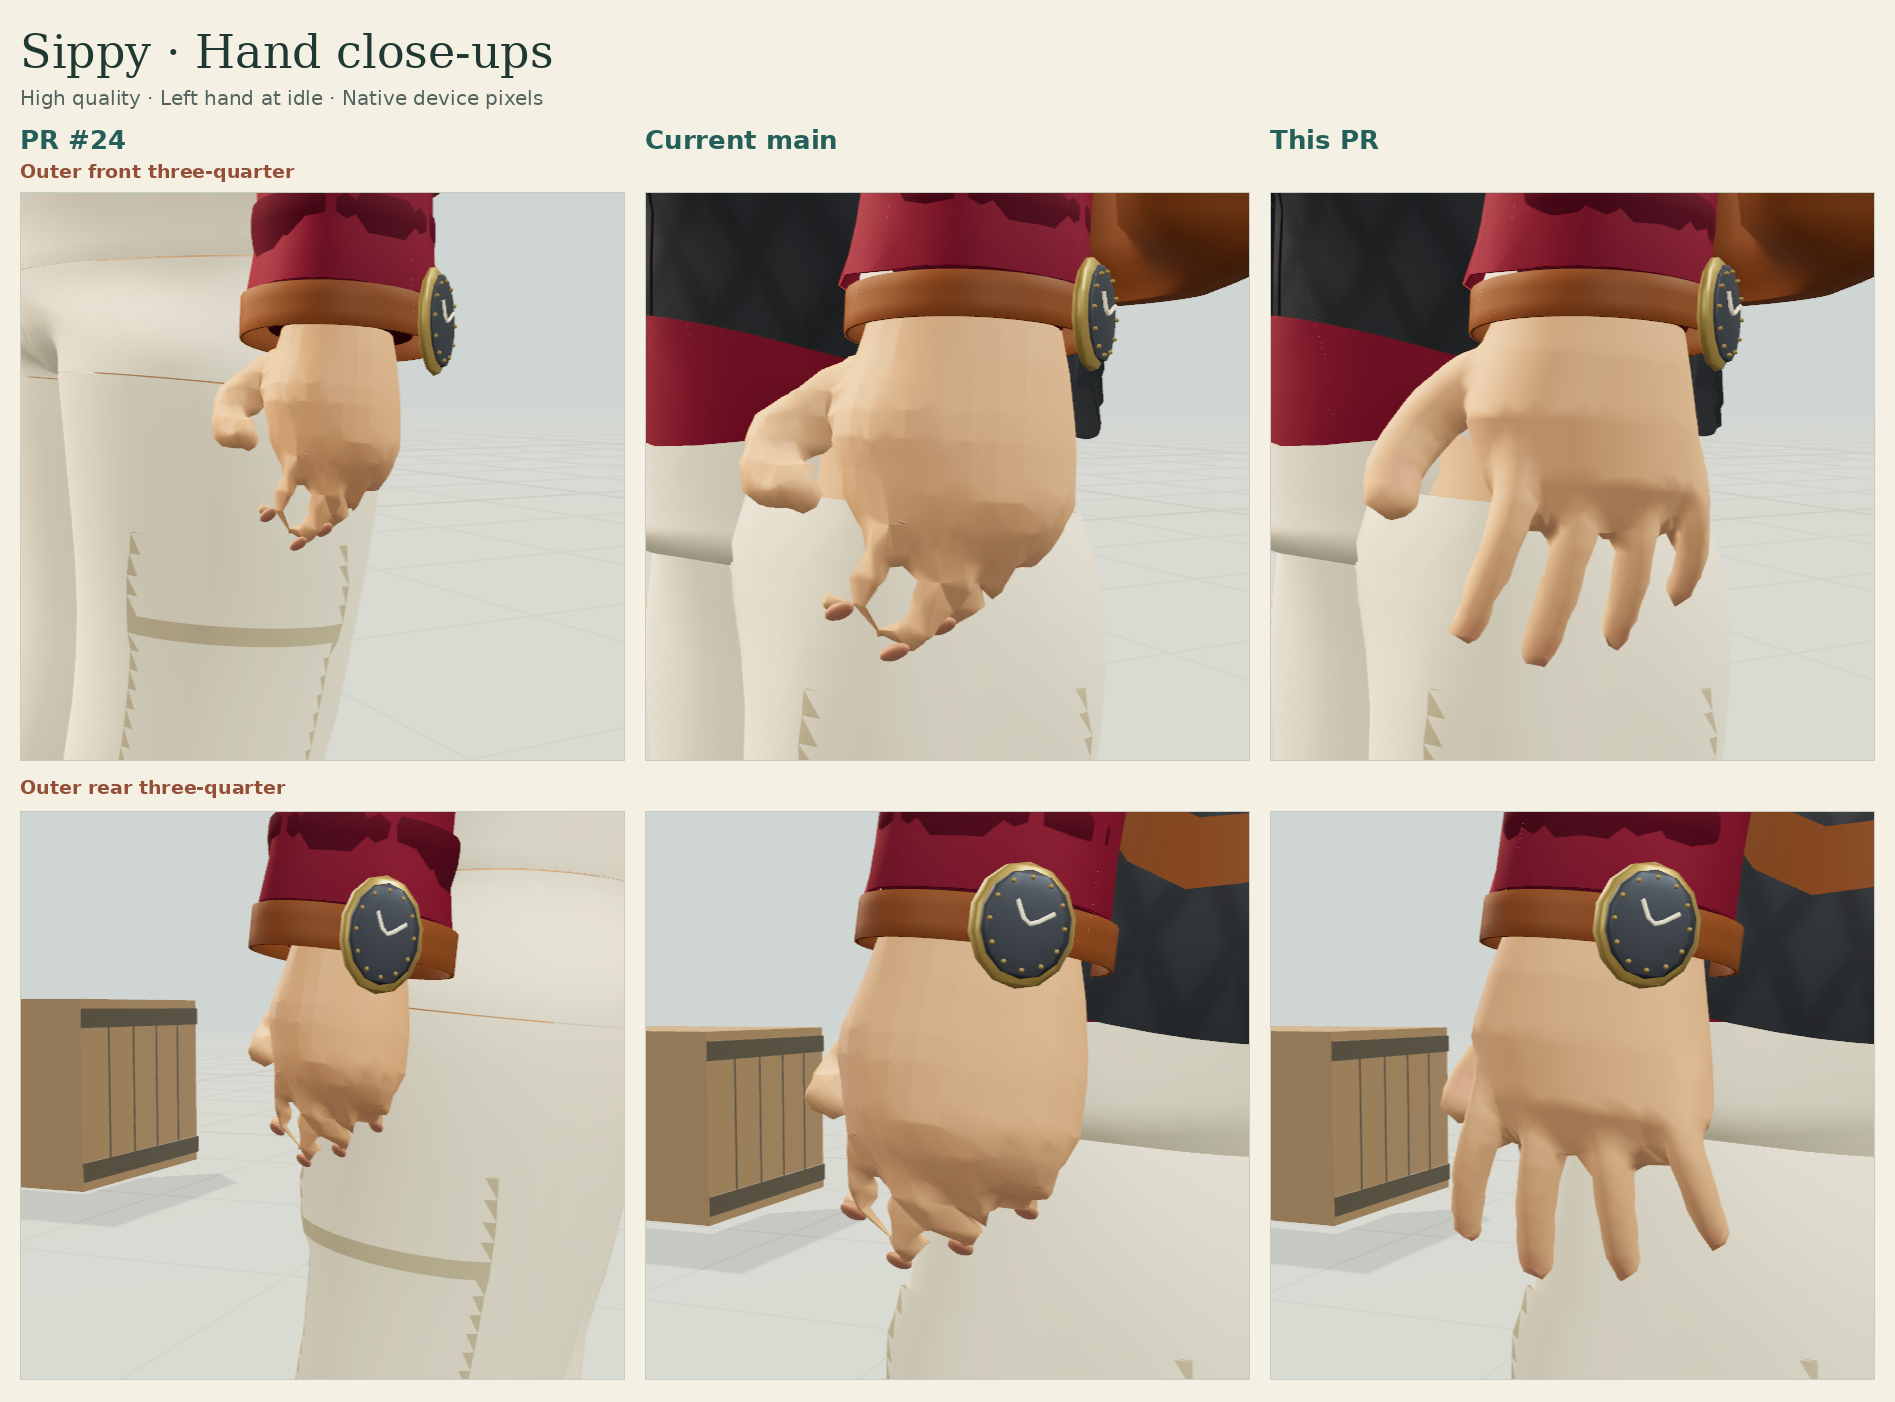 Sippy · Hand close-ups
High quality · Left hand at idle · Native device pixels
PR #24
Current main
This PR
Outer front three-quarter
Outer rear three-quarter